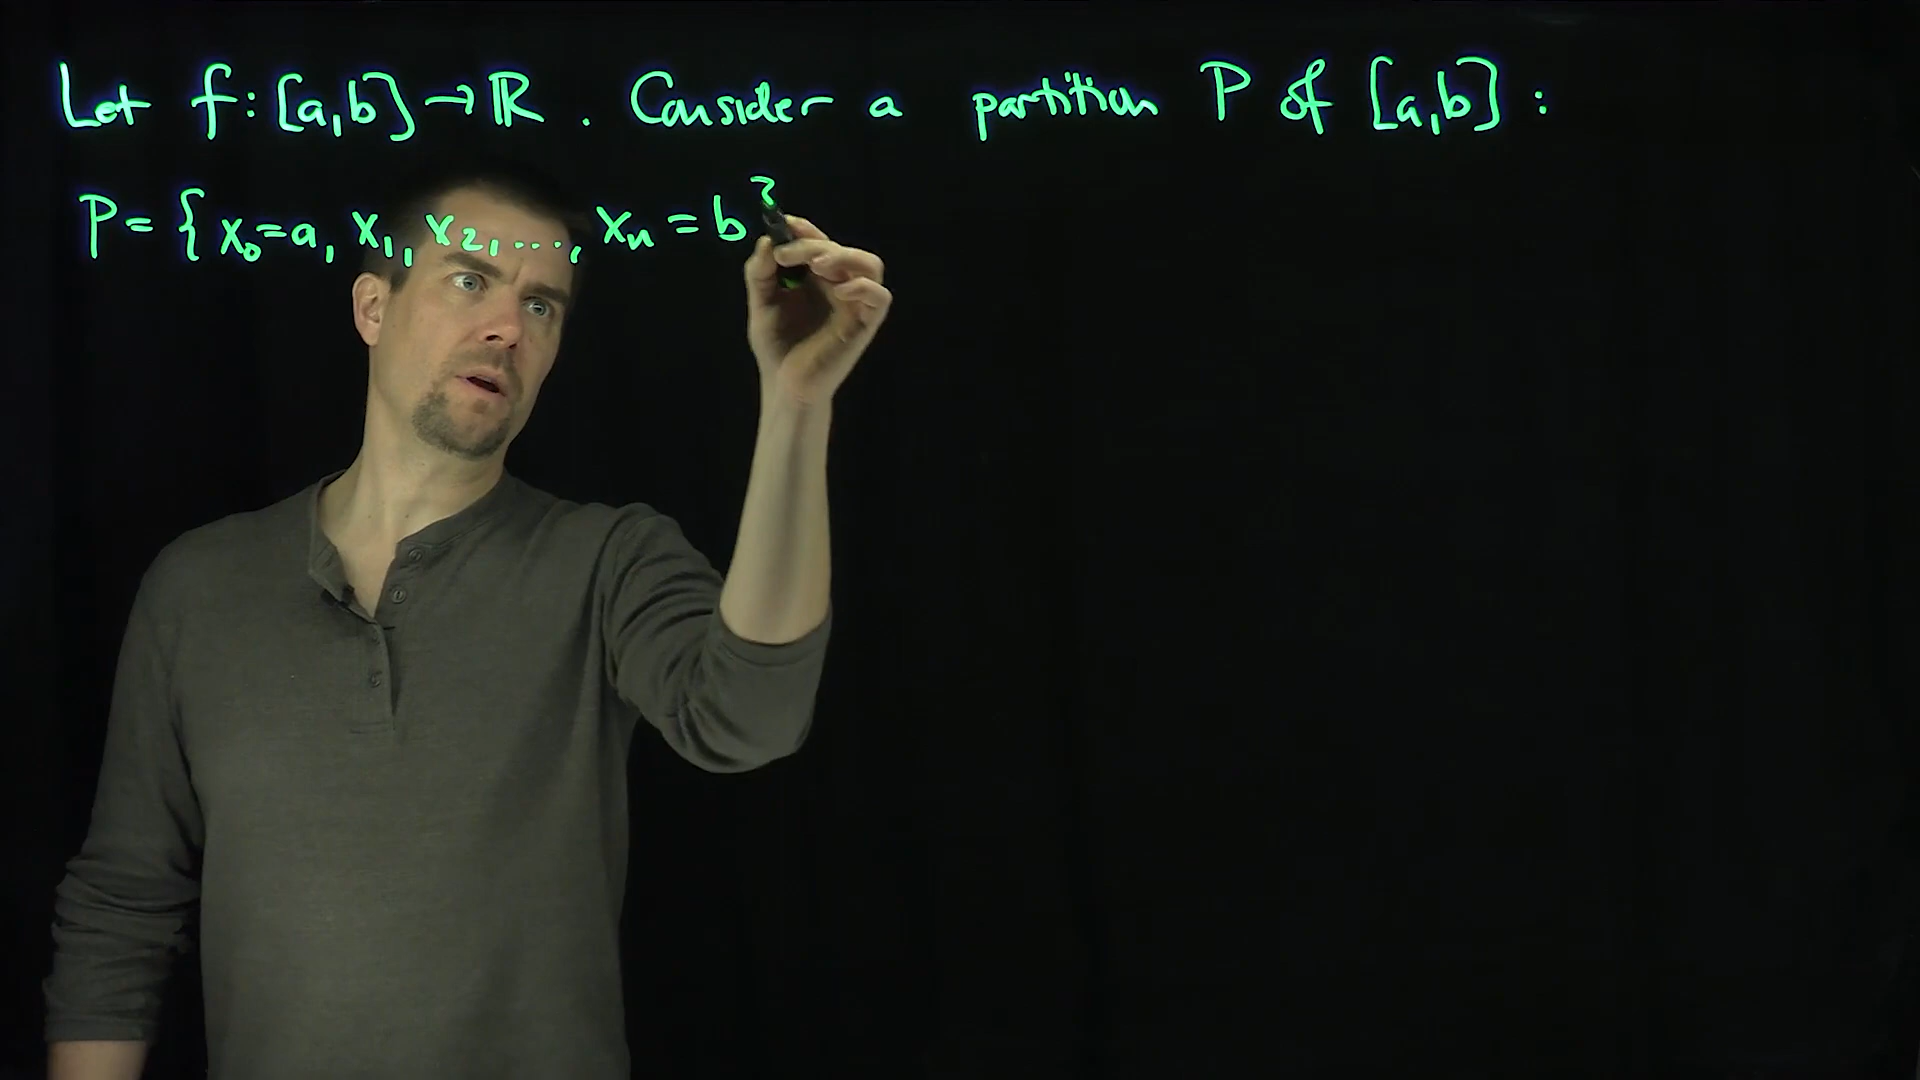 Let f:[a,b]→ℝ. Consider a partition P of [a,b]:
P={x₀=a, x₁, x₂, ..., xₙ=b}